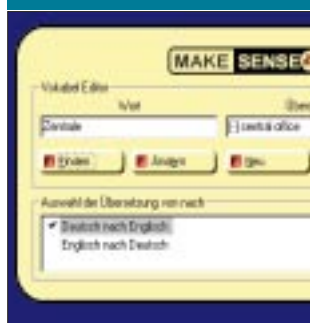 MAKE SENSE
Vokabel Editor
Wort Übers
Zentrale [-] central office
Finden Ändern Neu
Auswahl der Übersetzung von nach
Deutsch nach Englisch
Englisch nach Deutsch